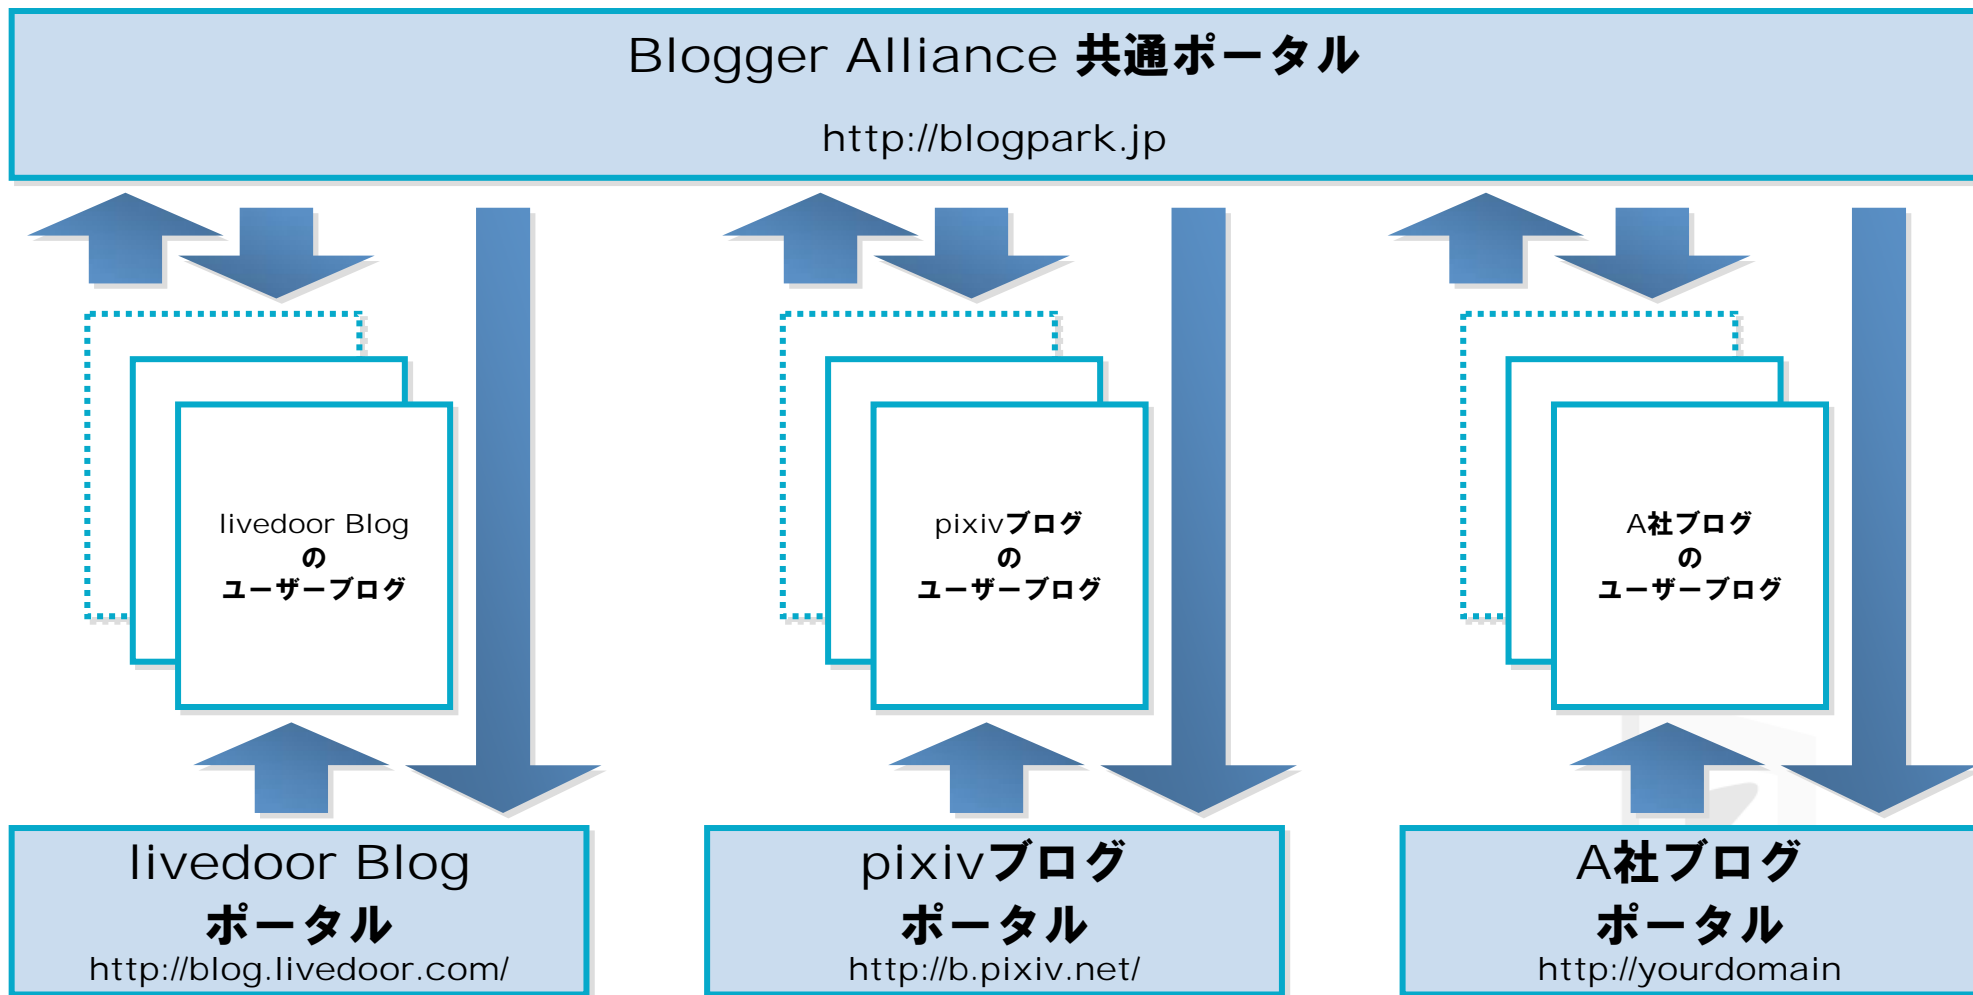 Blogger Alliance 共通ポータル
http://blogpark.jp
livedoor Blog
の
ユーザーブログ
pixivブログ
の
ユーザーブログ
A社ブログ
の
ユーザーブログ
livedoor Blog
ポータル
http://blog.livedoor.com/
pixivブログ
ポータル
http://b.pixiv.net/
A社ブログ
ポータル
http://yourdomain